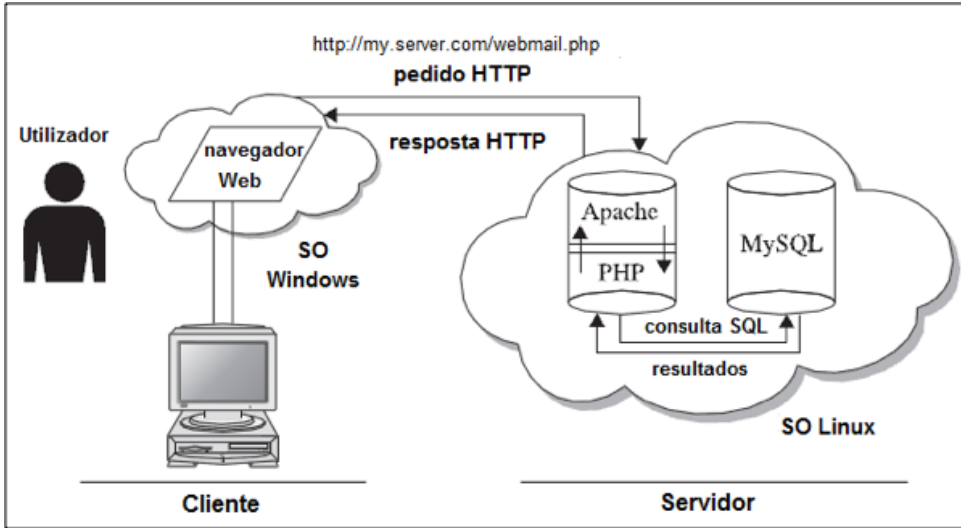 http://my.server.com/webmail.php
pedido HTTP
resposta HTTP
Utilizador
navegador
Web
SO
Windows
Apache
PHP
MySQL
consulta SQL
resultados
SO Linux
Cliente
Servidor